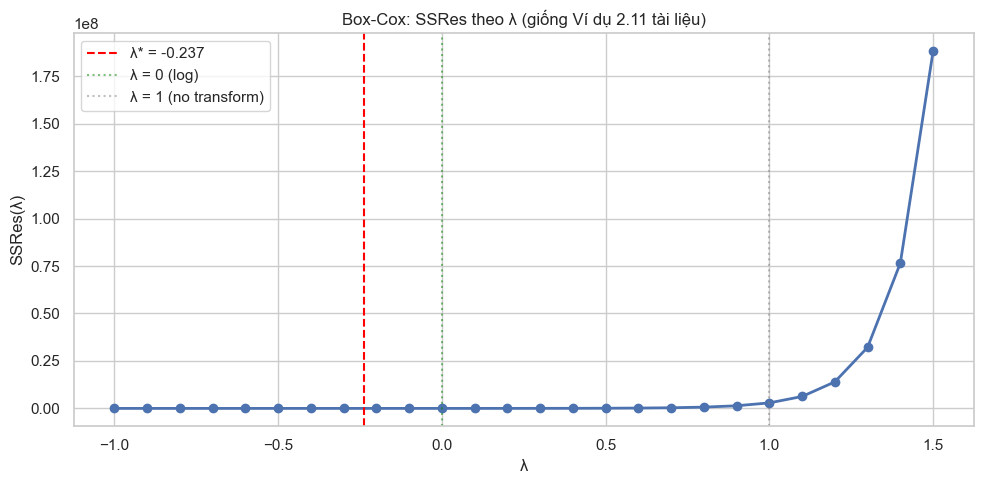 Box-Cox: SSRes theo λ (giống Ví dụ 2.11 tài liệu)
1e8
λ* = -0.237
λ = 0 (log)
λ = 1 (no transform)
SSRes(λ)
1.75
1.50
1.25
1.00
0.75
0.50
0.25
0.00
−1.0
−0.5
0.0
0.5
1.0
1.5
λ